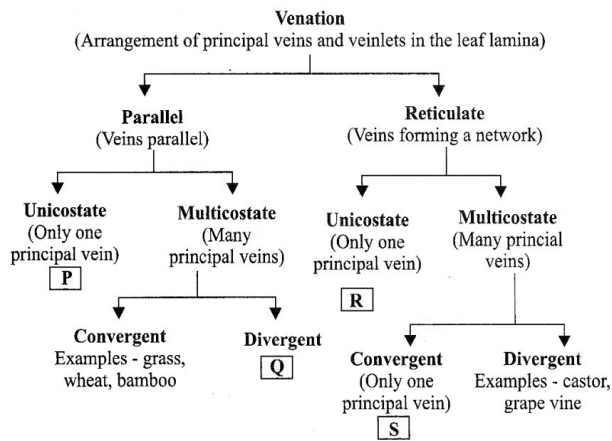 Venation
(Arrangement of principal veins and veinlets in the leaf lamina)
Parallel
(Veins parallel)
Reticulate
(Veins forming a network)
Unicostate
(Only one
principal vein)
P
Multicostate
(Many
principal veins)
Unicostate
(Only one
principal vein)
R
Multicostate
(Many princial
veins)
Convergent
Examples - grass,
wheat, bamboo
Divergent
Q
Convergent
(Only one
principal vein)
S
Divergent
Examples - castor,
grape vine